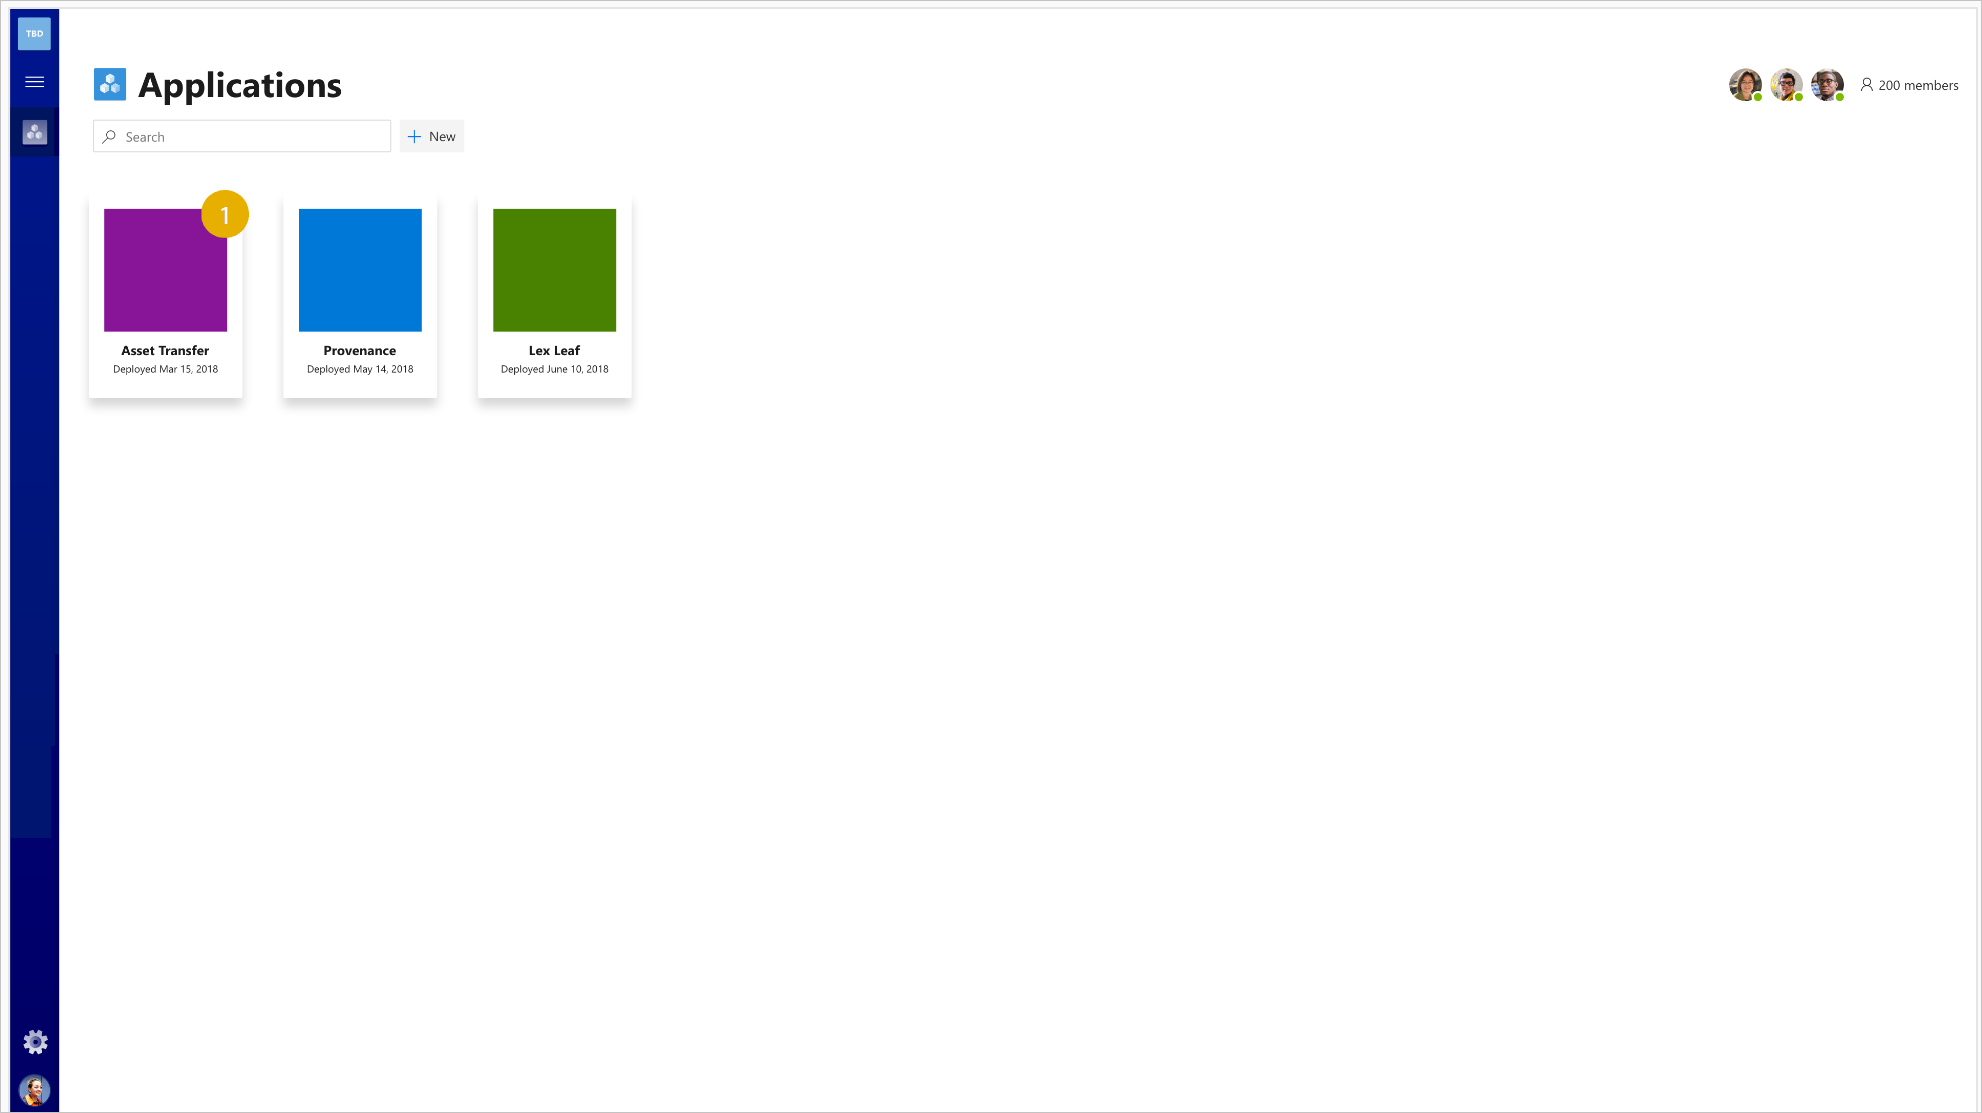 TBD
Applications
200 members
Search
New
1
Asset Transfer
Deployed Mar 15, 2018
Provenance
Deployed May 14, 2018
Lex Leaf
Deployed June 10, 2018